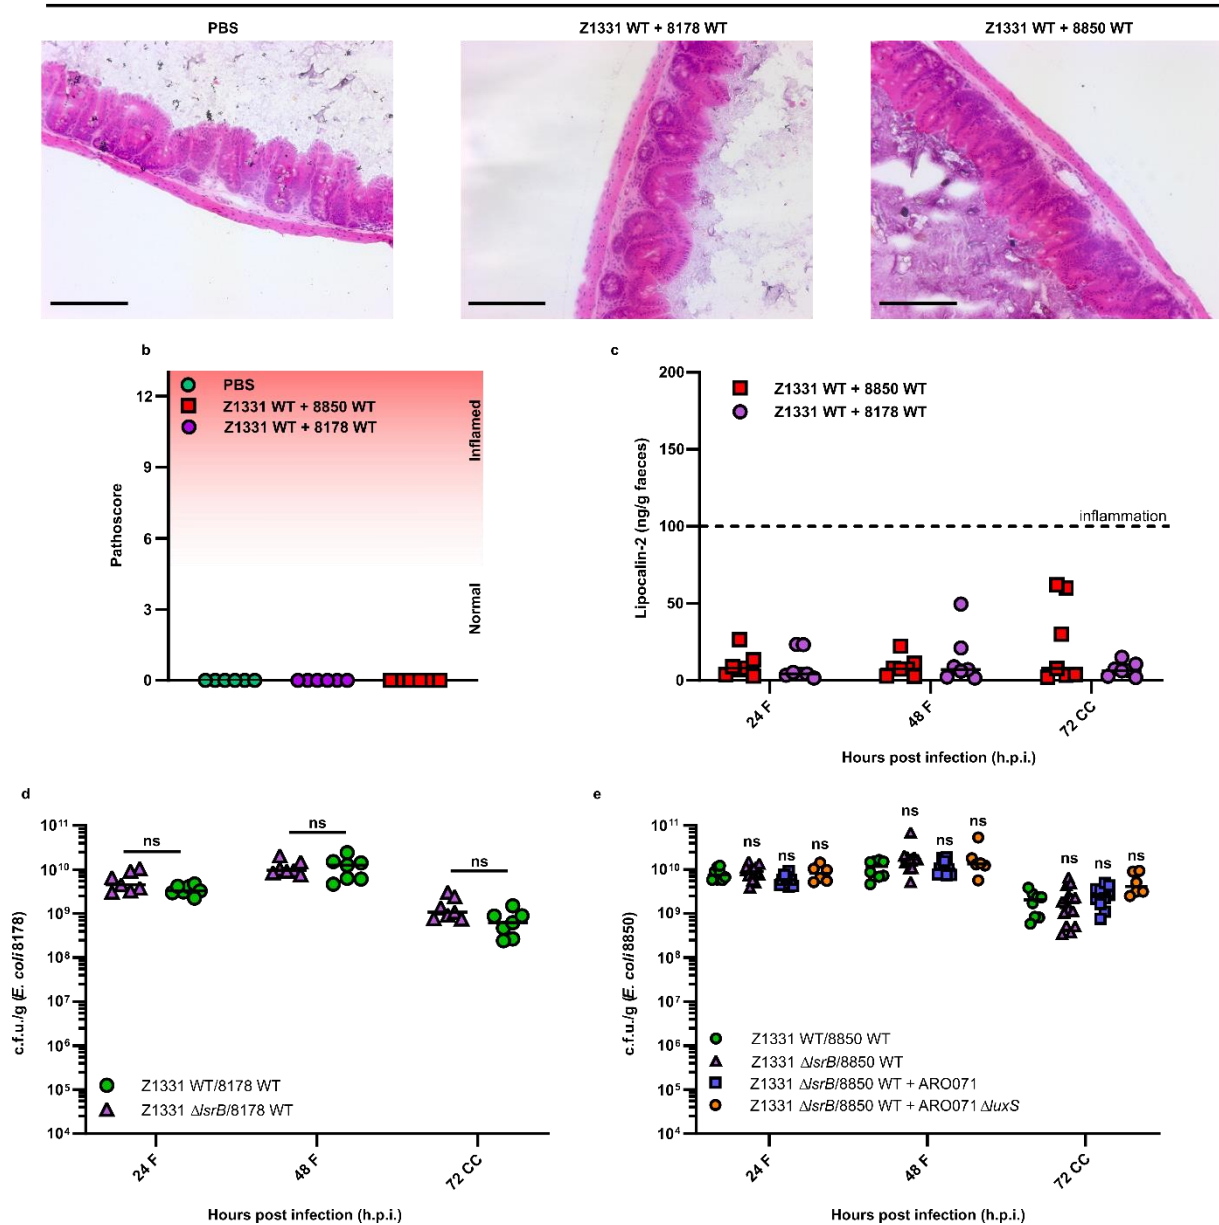 PBS
Z1331 WT + 8178 WT
Z1331 WT + 8850 WT
b
PBS
Z1331 WT + 8850 WT
Z1331 WT + 8178 WT
Inflamed
Normal
Pathoscore
12
9
6
3
0
c
Z1331 WT + 8850 WT
Z1331 WT + 8178 WT
inflammation
Lipocalin-2 (ng/g faeces)
200
150
100
50
0
24 F
48 F
72 CC
Hours post infection (h.p.i.)
d
ns
ns
ns
c.f.u./g (E. coli 8178)
10¹¹
10¹⁰
10⁹
10⁸
10⁷
10⁶
10⁵
10⁴
Z1331 WT/8178 WT
Z1331 ΔlsrB/8178 WT
24 F
48 F
72 CC
Hours post infection (h.p.i.)
e
ns ns ns
ns ns ns
ns ns ns
c.f.u./g (E. coli 8850)
10¹¹
10¹⁰
10⁹
10⁸
10⁷
10⁶
10⁵
10⁴
Z1331 WT/8850 WT
Z1331 ΔlsrB/8850 WT
Z1331 ΔlsrB/8850 WT + ARO071
Z1331 ΔlsrB/8850 WT + ARO071 ΔluxS
24 F
48 F
72 CC
Hours post infection (h.p.i.)